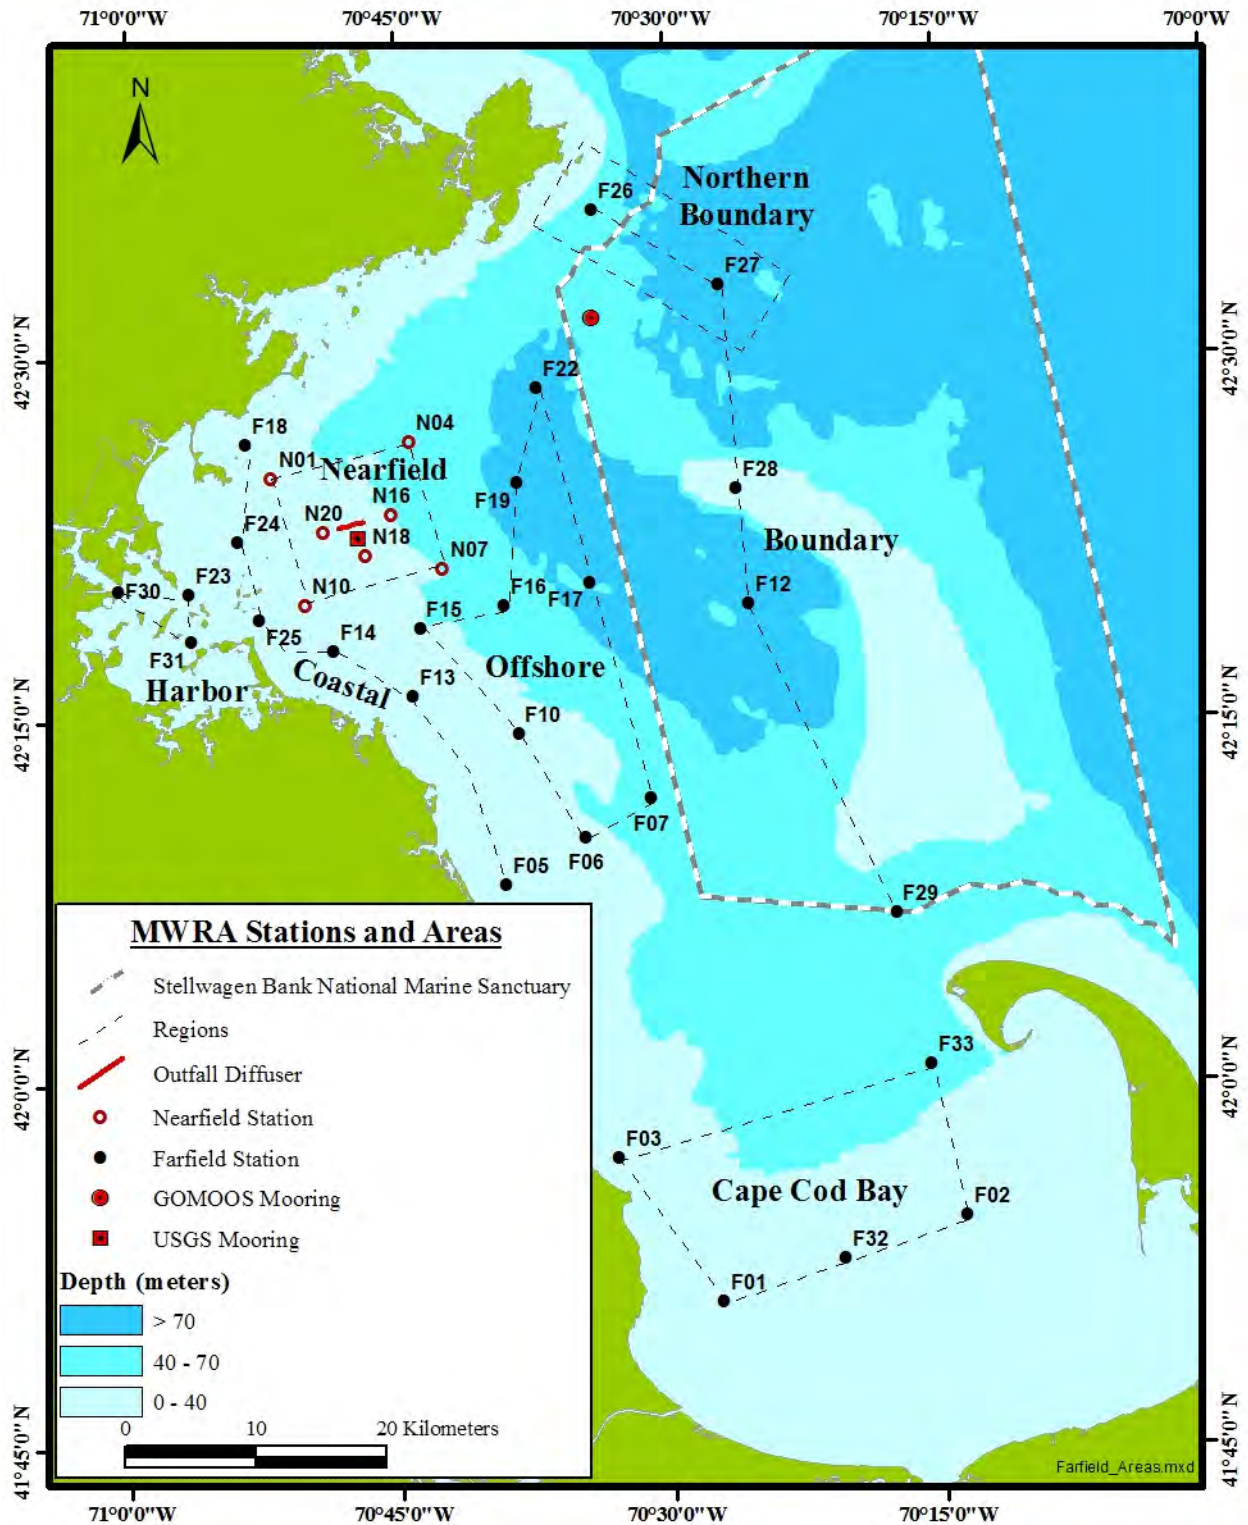 71°0'0"W 70°45'0"W 70°30'0"W 70°15'0"W 70°0'W
N
F26
Northern
Boundary
F27
42°30'0"N
42°30'0"N
F22
F18
N04
N01
Nearfield
F28
F19
N16
N20
F24
N18
Boundary
N07
F30
F23
N10
F16
F17
F12
F15
F25
F14
F31
Offshore
Harbor
Coastal
F13
F10
42°15'0"N
42°15'0"N
F07
F06
F05
F29
MWRA Stations and Areas
Stellwagen Bank National Marine Sanctuary
Regions
Outfall Diffuser
Nearfield Station
Farfield Station
GOMOOS Mooring
USGS Mooring
Depth (meters)
> 70
40 - 70
0 - 40
0 10 20 Kilometers
F33
42°0'0"N
42°0'0"N
F03
Cape Cod Bay
F02
F32
F01
41°45'0"N
41°45'0"N
Farfield_Areas.mxd
71°0'0"W 70°45'0"W 70°30'0"W 70°15'0"W